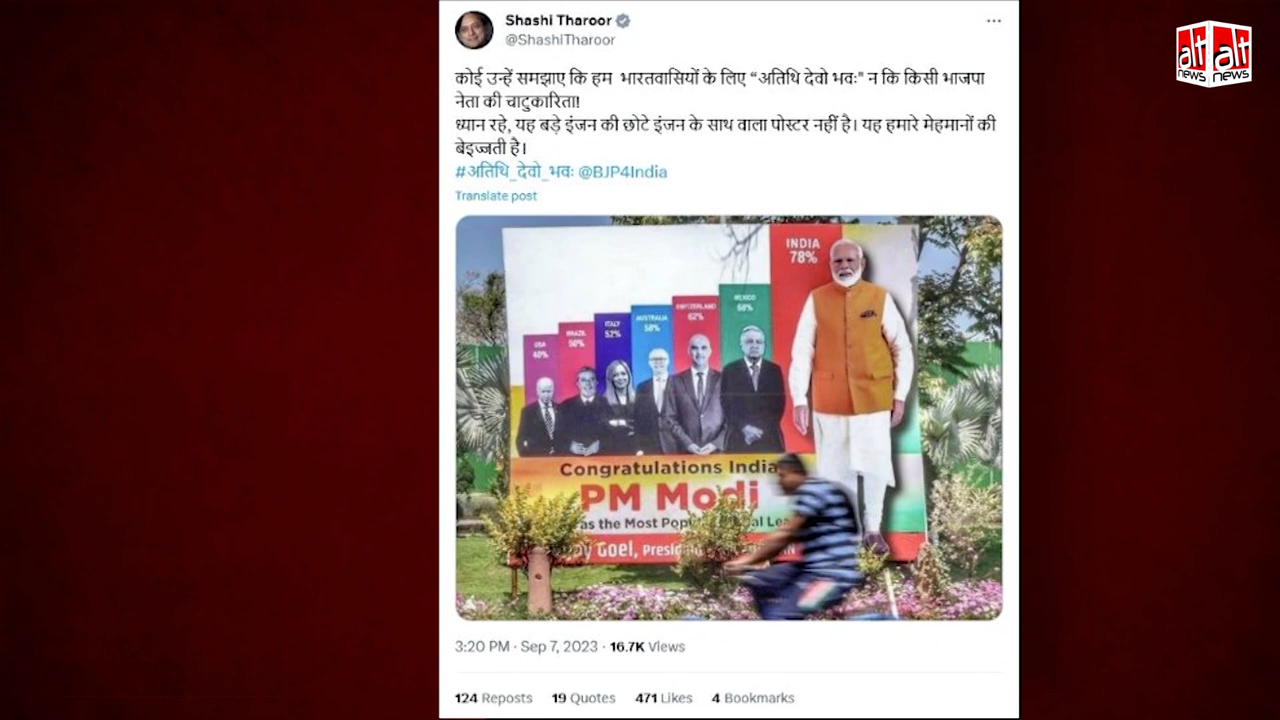 Shashi Tharoor
@ShashiTharoor
alt alt
news news
कोई उन्हें समझाए कि हम भारतवासियों के लिए “अतिथि देवो भवः" न कि किसी भाजपा
नेता की चाटुकारिता!
ध्यान रहे, यह बड़े इंजन की छोटे इंजन के साथ वाला पोस्टर नहीं है। यह हमारे मेहमानों की
बेइज्जती है।
#अतिथि_देवो_भवः @BJP4India
Translate post
INDIA
78%
MEXICO
68%
SWITZERLAND
62%
AUSTRALIA
58%
ITALY
52%
BRAZIL
50%
USA
40%
Congratulations India
PM Modi
as the Most
Goel,
3:20 PM · Sep 7, 2023 · 16.7K Views
124 Reposts 19 Quotes 471 Likes 4 Bookmarks